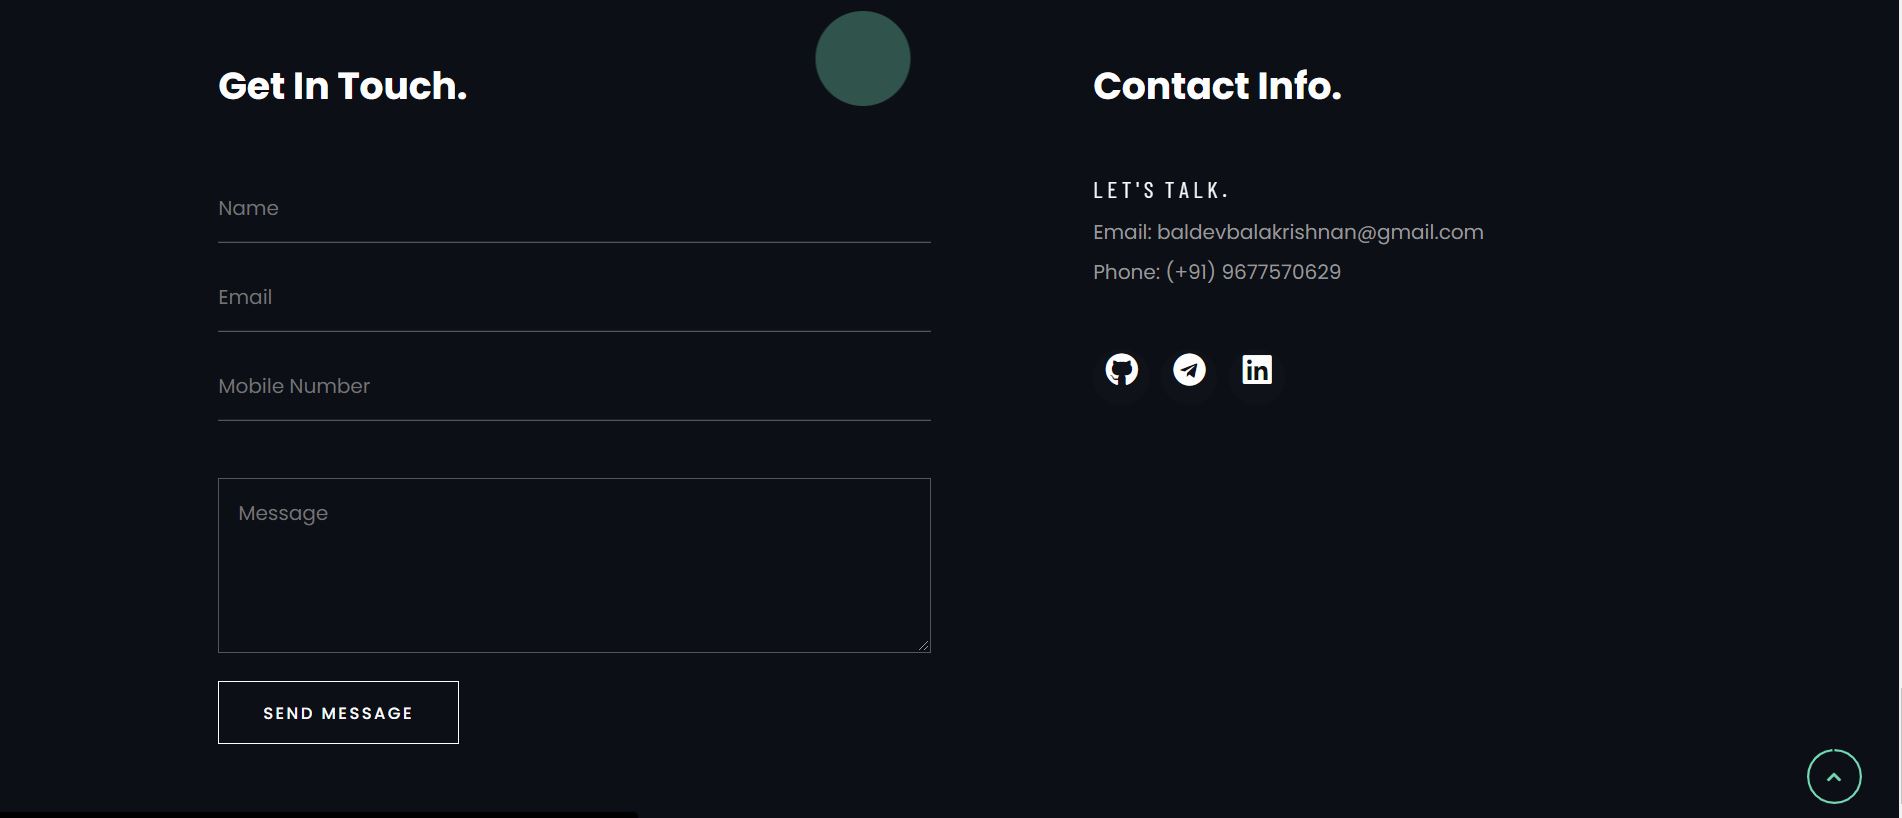 Get In Touch.
Name
Email
Mobile Number
Message
SEND MESSAGE
Contact Info.
LET'S TALK.
Email: baldevbalakrishnan@gmail.com
Phone: (+91) 9677570629
in